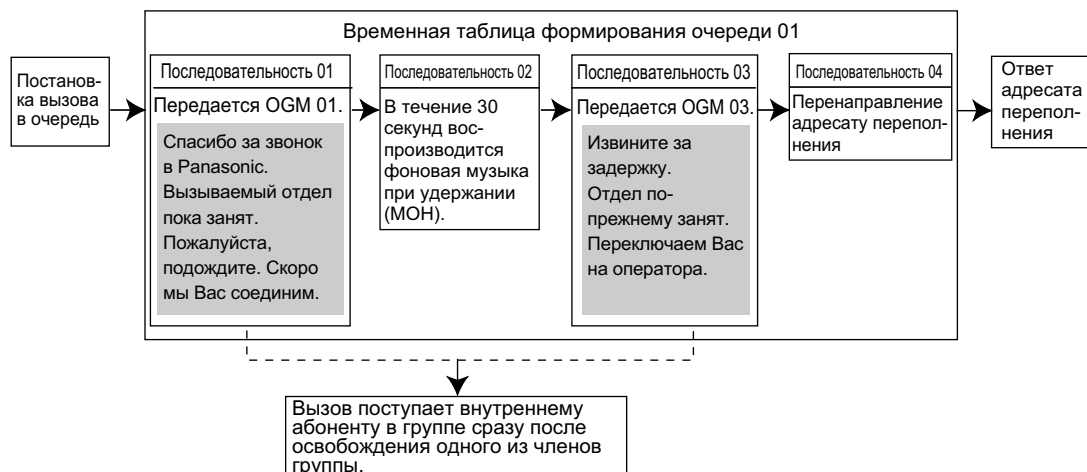 Временная таблица формирования очереди 01
Постанов-
ка вызова
в очередь
Последовательность 01
Передается OGM 01.
Спасибо за звонок
в Panasonic.
Вызываемый отдел
пока занят.
Пожалуйста,
подождите. Скоро
мы Вас соединим.
Последовательность 02
В течение 30
секунд вос-
производится
фоновая музыка
при удержании
(MOH).
Последовательность 03
Передается OGM 03.
Извините за
задержку.
Отдел по-
прежнему занят.
Переключаем Вас
на оператора.
Последовательность 04
Перенаправление
адресату перепол-
нения
Ответ
адресата
перепол-
нения
Вызов поступает внутреннему
абоненту в группе сразу после
освобождения одного из членов
группы.